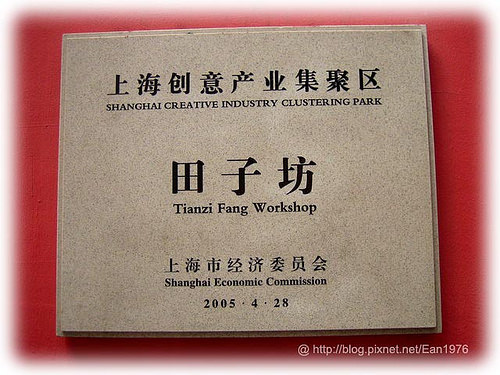 上海创意产业集聚区
SHANGHAI CREATIVE INDUSTRY CLUSTERING PARK
田子坊
Tianzi Fang Workshop
上海市经济委员会
Shanghai Economic Commission
2005·4·28
@ http://blog.pixnet.net/Ean1976